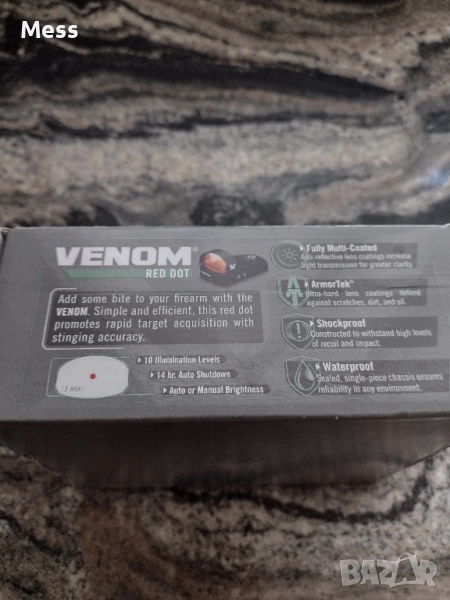 Mess
VENOM®
RED DOT
Add some bite to your firearm with the
VENOM. Simple and efficient, this red dot
promotes rapid target acquisition with
stinging accuracy.
10 Illumination Levels
14 hr. Auto Shutdown
Auto or Manual Brightness
Fully Multi-Coated
Anti-reflective lens coatings increase
light transmission for greater clarity.
ArmorTek®
Ultra-hard lens coatings defend
against scratches, dirt, and oil.
Shockproof
Constructed to withstand high levels
of recoil and impact.
Waterproof
Sealed, single-piece chassis ensures
reliability in any environment.
BAZAR.bg